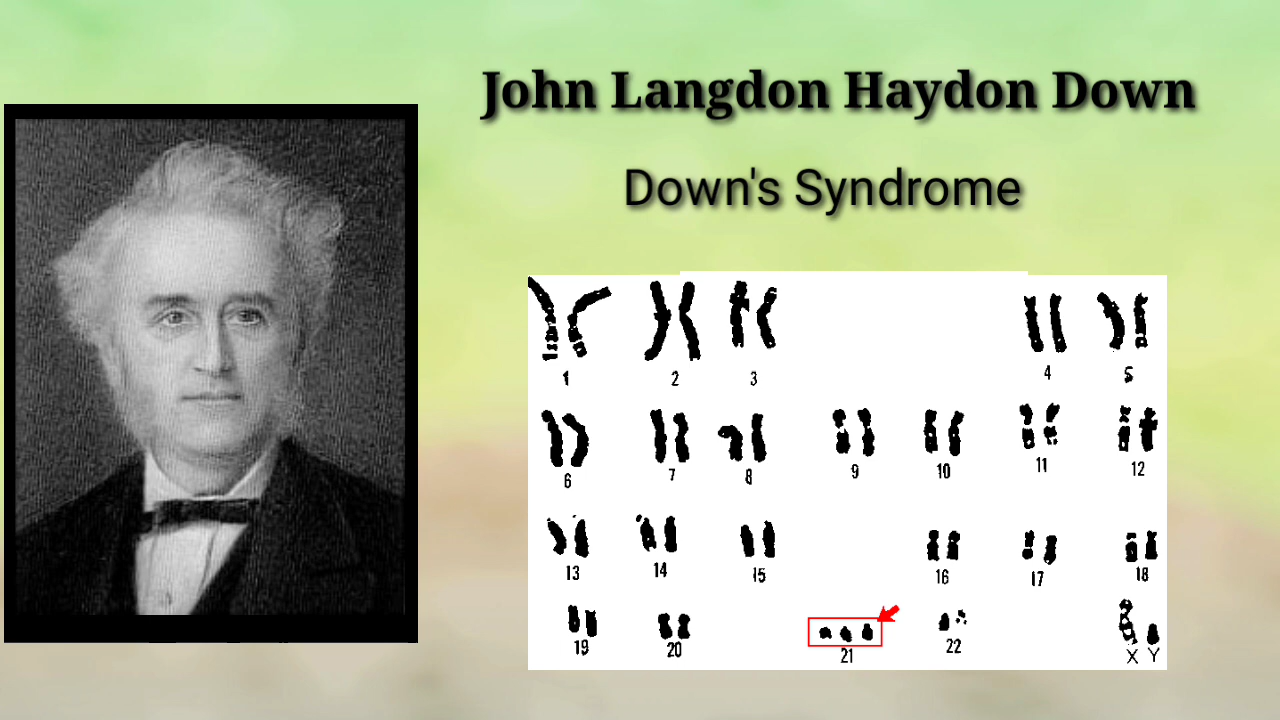 John Langdon Haydon Down
Down's Syndrome
1 2 3 4 5
6 7 8 9 10 11 12
13 14 15 16 17 18
19 20 21 22 X Y